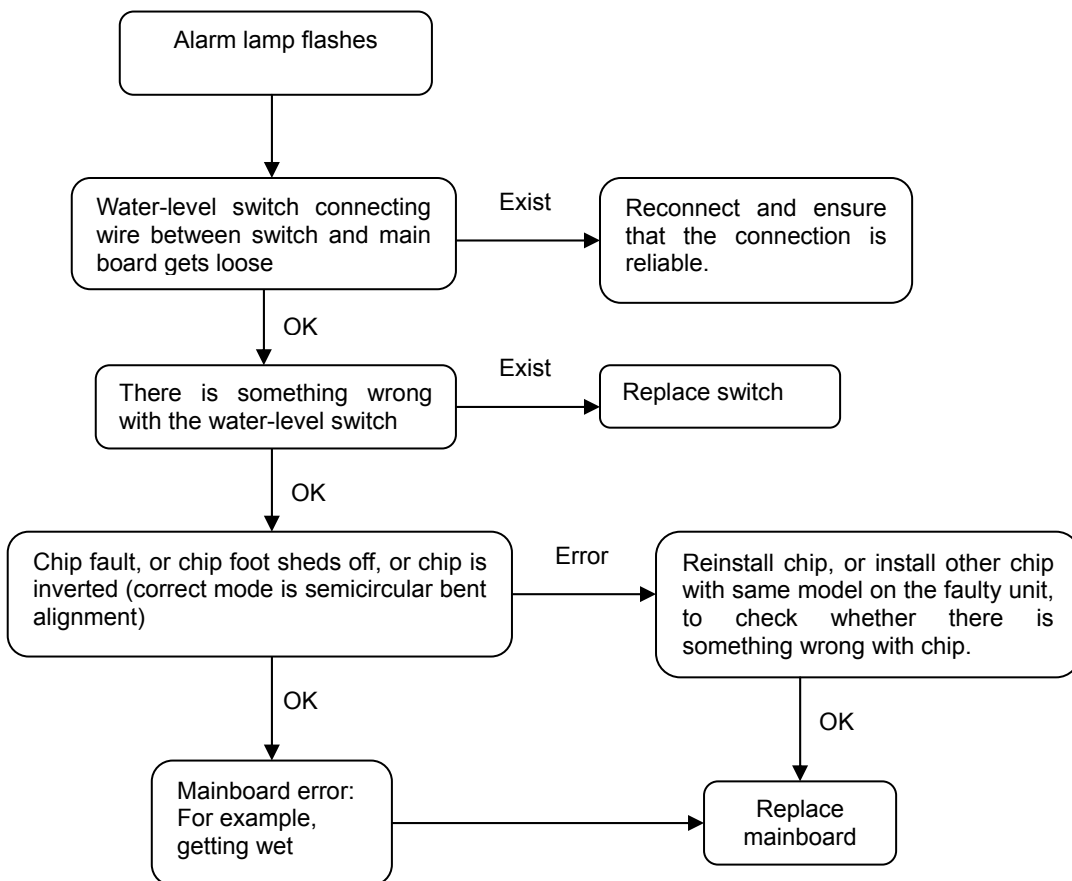 Alarm lamp flashes
Water-level switch connecting
wire between switch and main
board gets loose
Exist
Reconnect and ensure
that the connection is
reliable.
OK
There is something wrong
with the water-level switch
Exist
Replace switch
OK
Chip fault, or chip foot sheds off, or chip is
inverted (correct mode is semicircular bent
alignment)
Error
Reinstall chip, or install other chip
with same model on the faulty unit,
to check whether there is
something wrong with chip.
OK
OK
Mainboard error:
For example,
getting wet
Replace
mainboard